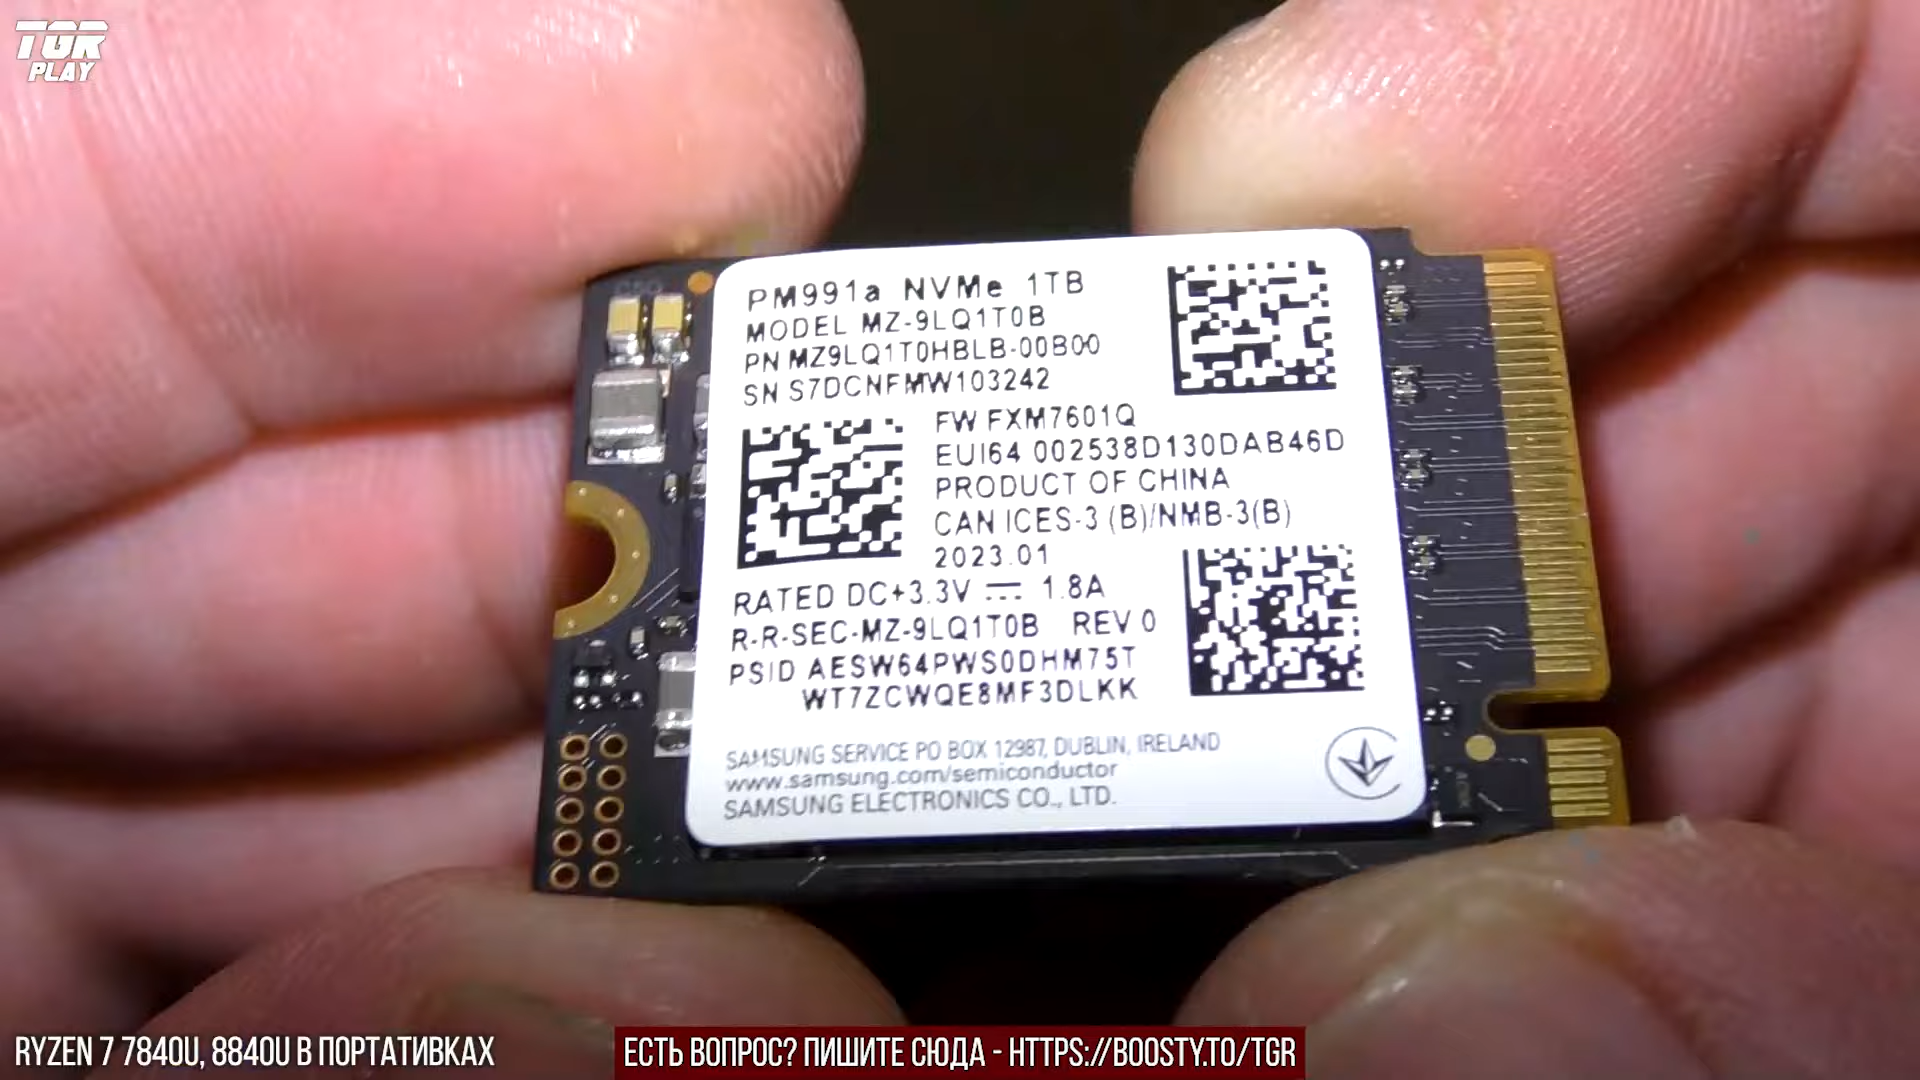 TGR
PLAY
PM991a NVMe 1TB
MODEL MZ-9LQ1T0B
PN MZ9LQ1T0HBLB-00B00
SN S7DCNFMW103242
FW FXM7601Q
EUI64 002538D130DAB46D
PRODUCT OF CHINA
CAN ICES-3 (B)/NMB-3(B)
2023.01
RATED DC+3.3V ⎓ 1.8A
R-R-SEC-MZ-9LQ1T0B REV 0
PSID AESW64PWS0DHM75T
WT7ZCWQE8MF3DLKK
SAMSUNG SERVICE PO BOX 12987, DUBLIN, IRELAND
www.samsung.com/semiconductor
SAMSUNG ELECTRONICS CO., LTD.
RYZEN 7 7840U, 8840U В ПОРТАТИВКАХ
ЕСТЬ ВОПРОС? ПИШИТЕ СЮДА - HTTPS://BOOSTY.TO/TGR